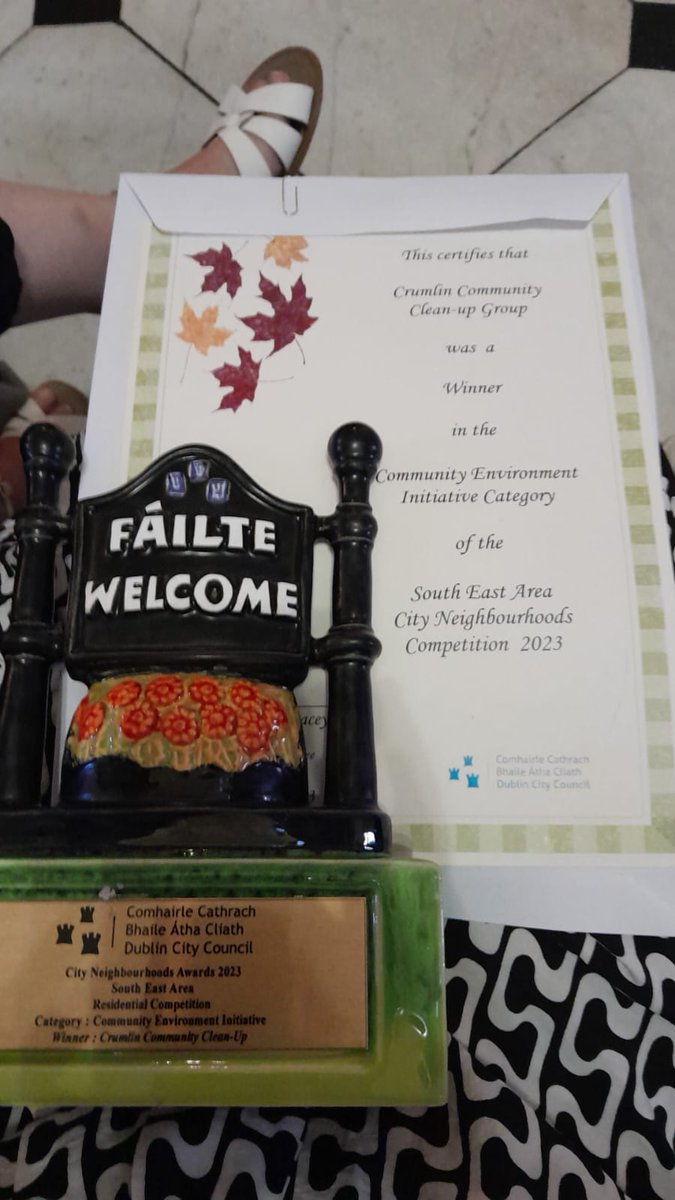 This certifies that
Crumlin Community
Clean-up Group
was a
Winner
in the
Community Environment
Initiative Category
of the
South East Area
City Neighbourhoods
Competition 2023
Comhairle Cathrach
Bhaile Átha Cliath
Dublin City Council
FÁILTE
WELCOME
Comhairle Cathrach
Bhaile Átha Cliath
Dublin City Council
City Neighbourhoods Awards 2023
South East Area
Residential Competition
Category : Community Environment Initiative
Winner : Crumlin Community Clean-Up